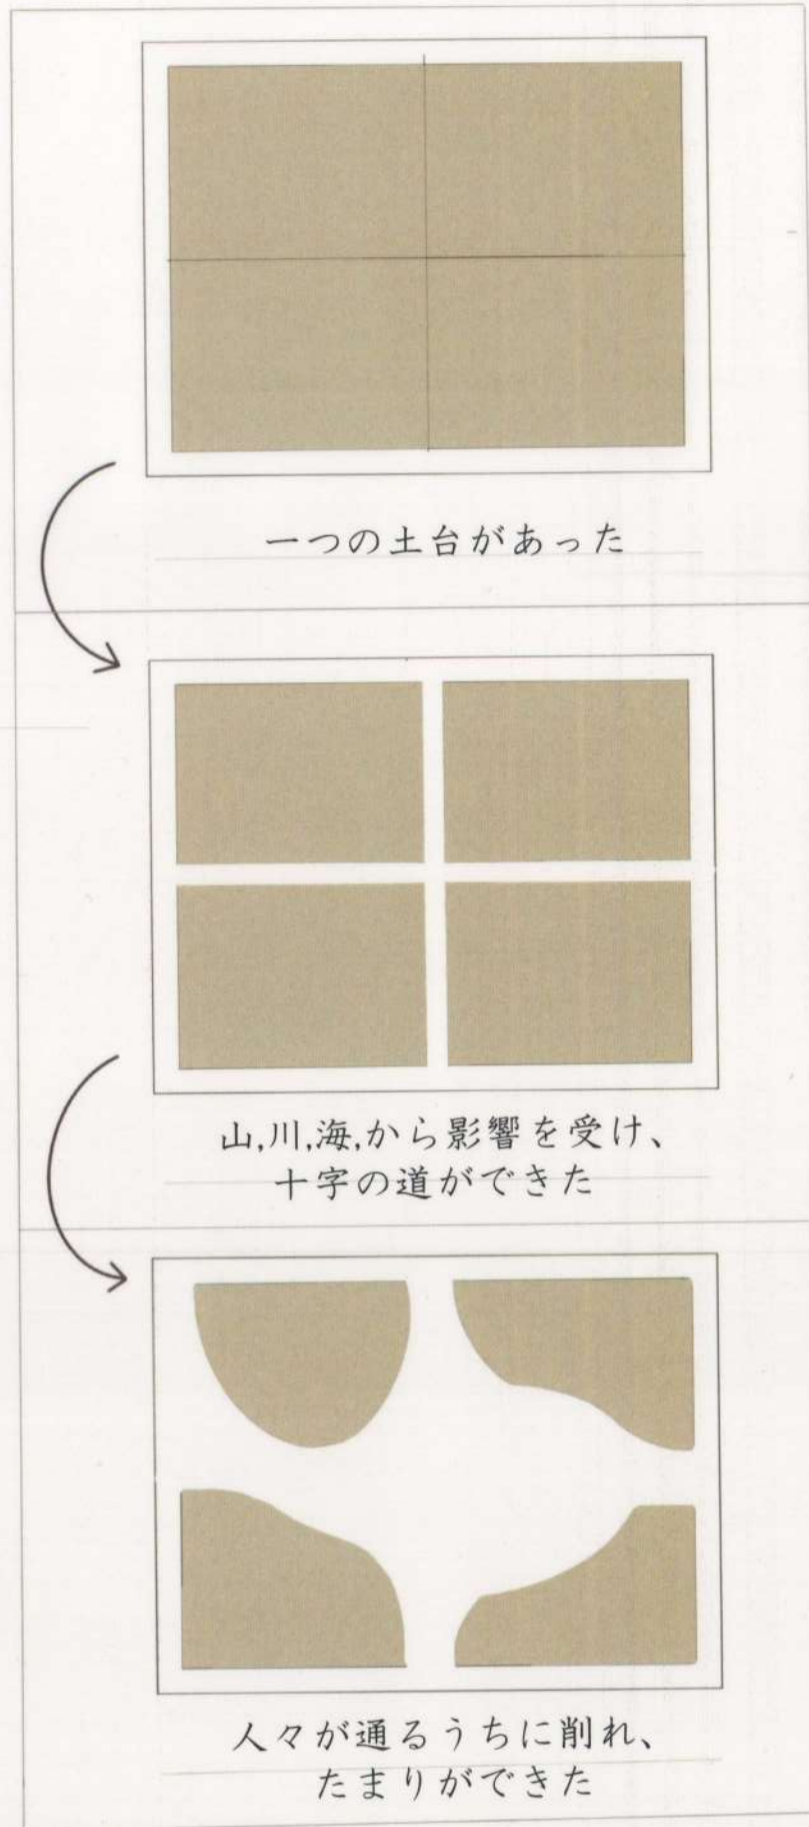 一つの土台があった
山,川,海,から影響を受け、
十字の道ができた
人々が通るうちに削れ、
たまりができた